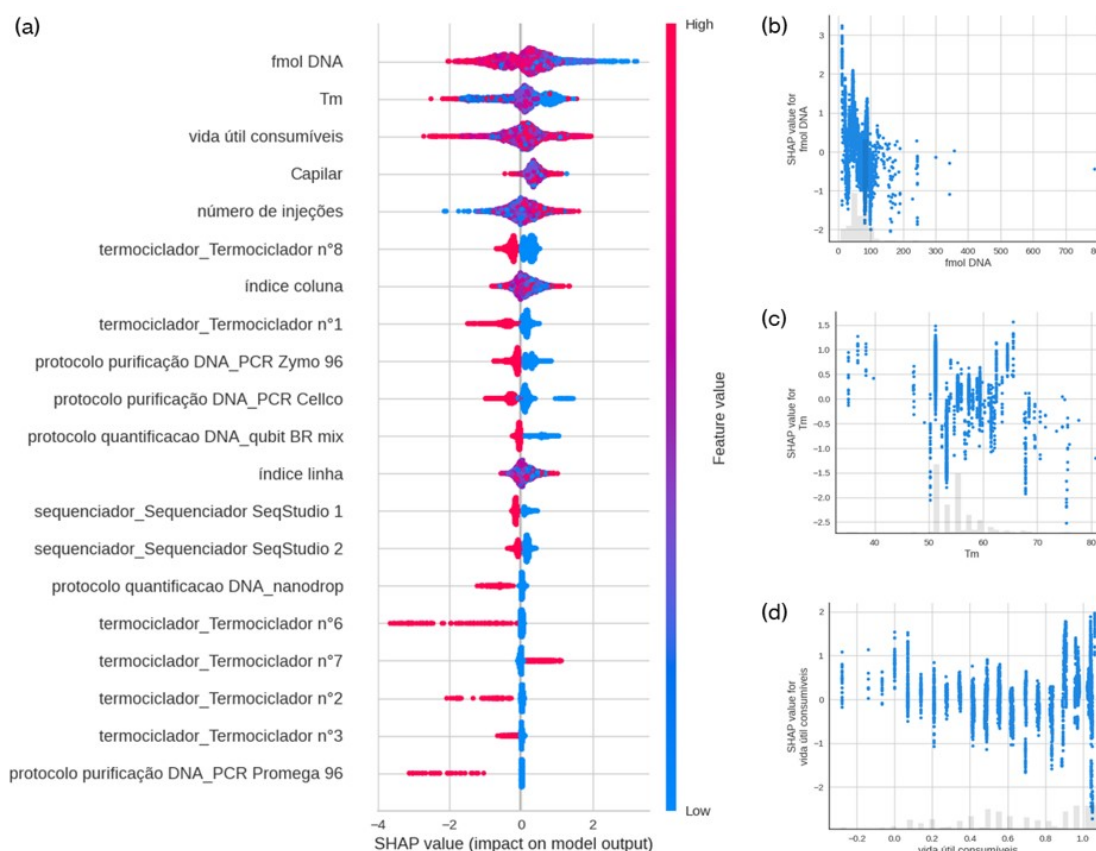 (a)
High
fmol DNA
Tm
vida útil consumíveis
Capilar
número de injeções
termociclador_Termociclador n°8
índice coluna
termociclador_Termociclador n°1
protocolo purificação DNA_PCR Zymo 96
protocolo purificação DNA_PCR Cellco
protocolo quantificacao DNA_qubit BR mix
índice linha
sequenciador_Sequenciador SeqStudio 1
sequenciador_Sequenciador SeqStudio 2
protocolo quantificacao DNA_nanodrop
termociclador_Termociclador n°6
termociclador_Termociclador n°7
termociclador_Termociclador n°2
termociclador_Termociclador n°3
protocolo purificação DNA_PCR Promega 96
Feature value
Low
−4 −2 0 2
SHAP value (impact on model output)
(b)
SHAP value for
fmol DNA
3
2
1
0
−1
−2
0 100 200 300 400 500 600 700
fmol DNA
(c)
SHAP value for
Tm
1.5
1.0
0.5
0.0
−0.5
−1.0
−1.5
−2.0
−2.5
40 50 60 70
Tm
(d)
SHAP value for
vida útil consumíveis
2
1
0
−1
−2
−0.2 0.0 0.2 0.4 0.6 0.8 1.0
vida útil consumíveis